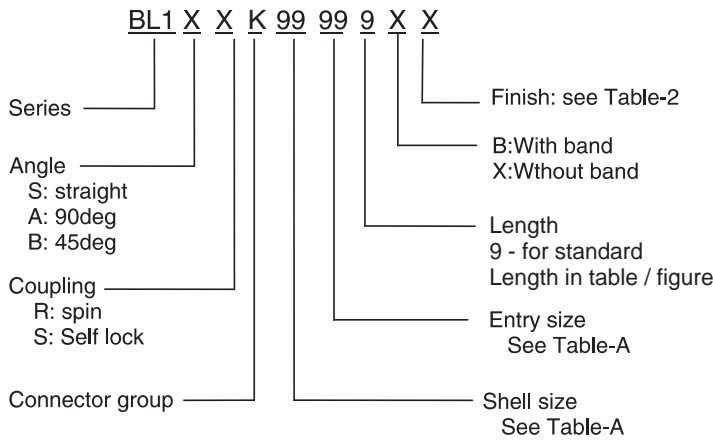 BL1 X X K 99 99 9 X X
Series
Angle
S: straight
A: 90deg
B: 45deg
Coupling
R: spin
S: Self lock
Connector group
Finish: see Table-2
B:With band
X:Wthout band
Length
9 - for standard
Length in table / figure
Entry size
See Table-A
Shell size
See Table-A